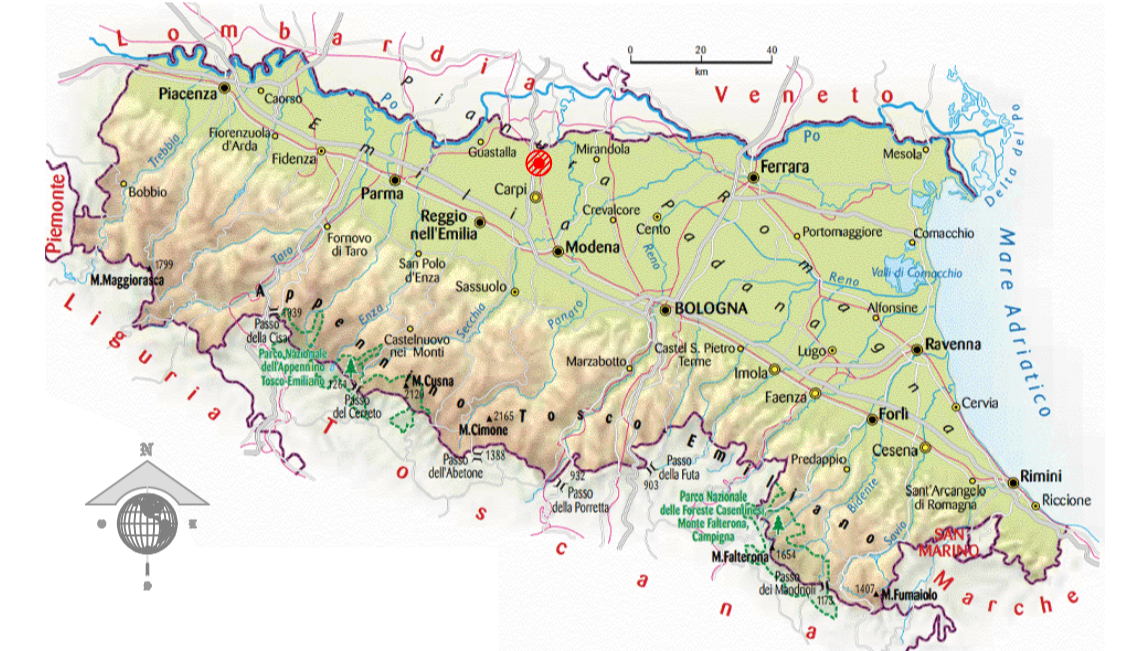 Lombardia
Veneto
Piemonte
Liguria
Toscana
Marche
SAN
MARINO
Mare Adriatico
Delta del Po
0 20 40
km
Pianura Padana
Emilia
Romagna
Appennino Tosco Emiliano
Piacenza
Caorso
Po
Po
Trebbia
Fiorenzuola
d'Arda
Fidenza
Bobbio
Parma
Guastalla
Mirandola
Carpi
Reggio
nell'Emilia
Crevalcore
Cento
Modena
Ferrara
Mesola
Portomaggiore
Comacchio
Valli di Comacchio
Reno
Reno
Fornovo
di Taro
Taro
San Polo
d'Enza
Sassuolo
Enza
Secchia
Panaro
BOLOGNA
Alfonsine
M.Maggiorasca
1799
1039
Passo
della Cisa
Parco Nazionale
dell'Appennino
Tosco-Emiliano
1261
Passo
del Cerreto
Castelnuovo
nei Monti
M.Cusna
2120
2165
M.Cimone
Passo
dell'Abetone
1388
Marzabotto
Castel S. Pietro
Terme
Lugo
Ravenna
Imola
Faenza
Forlì
Cervia
Cesena
Predappio
Bidente
Savio
Sant'Arcangelo
di Romagna
Rimini
Riccione
932
Passo
della Porretta
903
Passo
della Futa
Parco Nazionale
delle Foreste Casentinesi,
Monte Falterona,
Campigna
M.Falterona
1654
Passo
dei Mandrioli
1173
1407
M.Fumaiolo
N
O
E
S